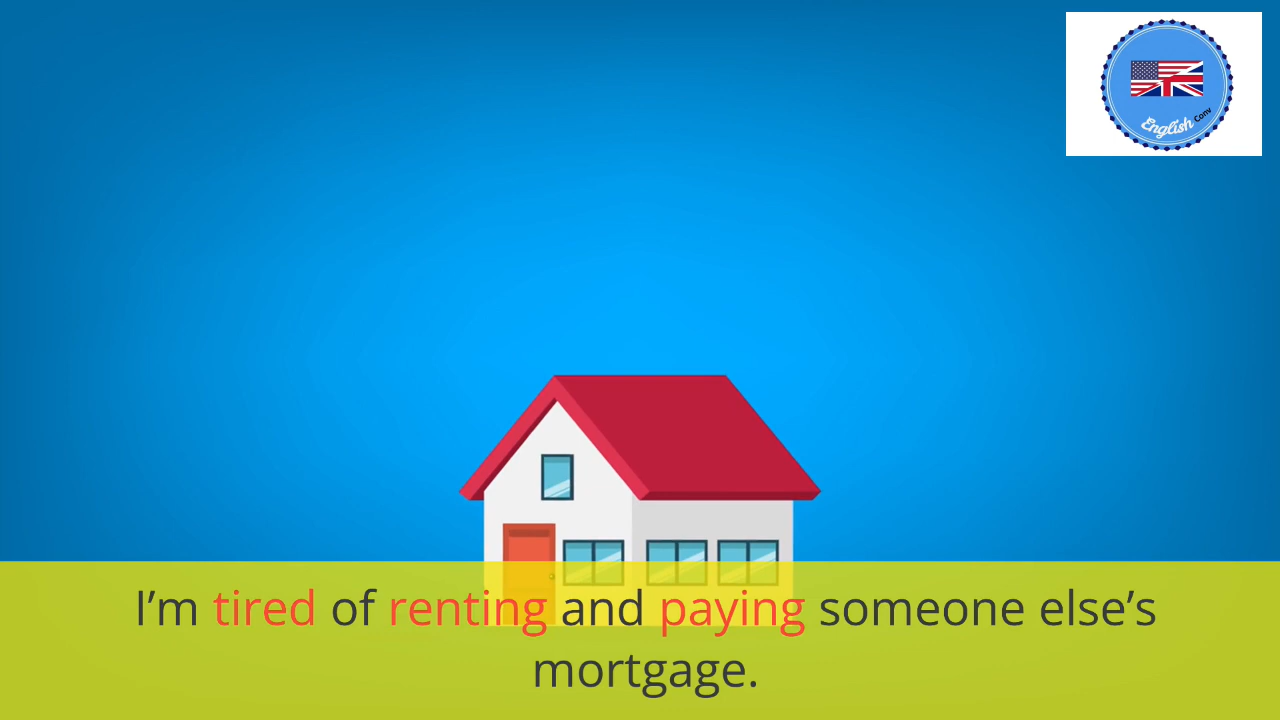 English Conv
I’m tired of renting and paying someone else’s
mortgage.